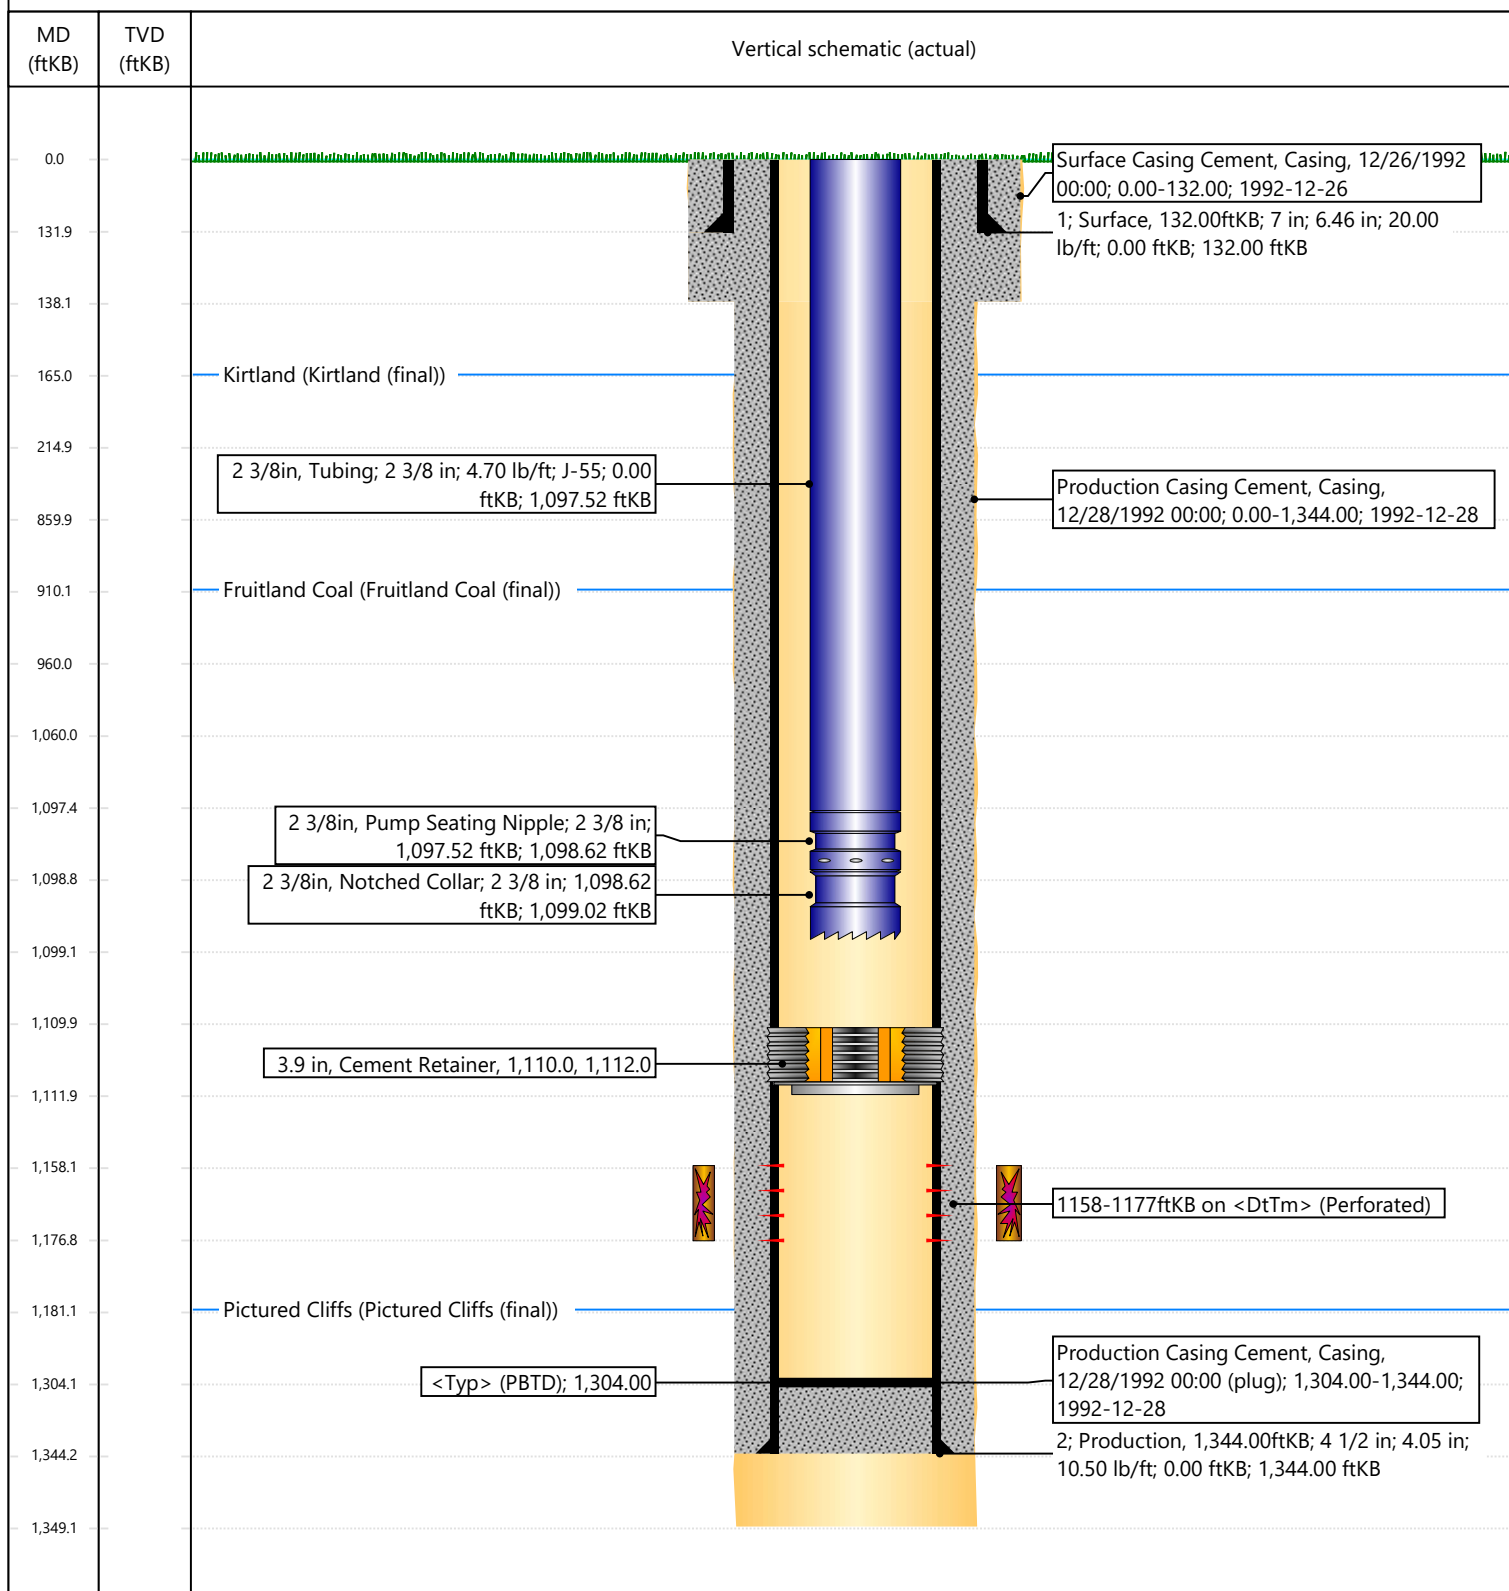 MD
(ftKB)
TVD
(ftKB)
Vertical schematic (actual)
0.0
Surface Casing Cement, Casing, 12/26/1992
00:00; 0.00-132.00; 1992-12-26
1; Surface, 132.00ftKB; 7 in; 6.46 in; 20.00
lb/ft; 0.00 ftKB; 132.00 ftKB
131.9
138.1
165.0
Kirtland (Kirtland (final))
214.9
2 3/8in, Tubing; 2 3/8 in; 4.70 lb/ft; J-55; 0.00
ftKB; 1,097.52 ftKB
Production Casing Cement, Casing,
12/28/1992 00:00; 0.00-1,344.00; 1992-12-28
859.9
910.1
Fruitland Coal (Fruitland Coal (final))
960.0
1,060.0
1,097.4
2 3/8in, Pump Seating Nipple; 2 3/8 in;
1,097.52 ftKB; 1,098.62 ftKB
1,098.8
2 3/8in, Notched Collar; 2 3/8 in; 1,098.62
ftKB; 1,099.02 ftKB
1,099.1
1,109.9
3.9 in, Cement Retainer, 1,110.0, 1,112.0
1,111.9
1,158.1
1158-1177ftKB on <DtTm> (Perforated)
1,176.8
1,181.1
Pictured Cliffs (Pictured Cliffs (final))
1,304.1
<Typ> (PBTD); 1,304.00
Production Casing Cement, Casing,
12/28/1992 00:00 (plug); 1,304.00-1,344.00;
1992-12-28
2; Production, 1,344.00ftKB; 4 1/2 in; 4.05 in;
10.50 lb/ft; 0.00 ftKB; 1,344.00 ftKB
1,344.2
1,349.1